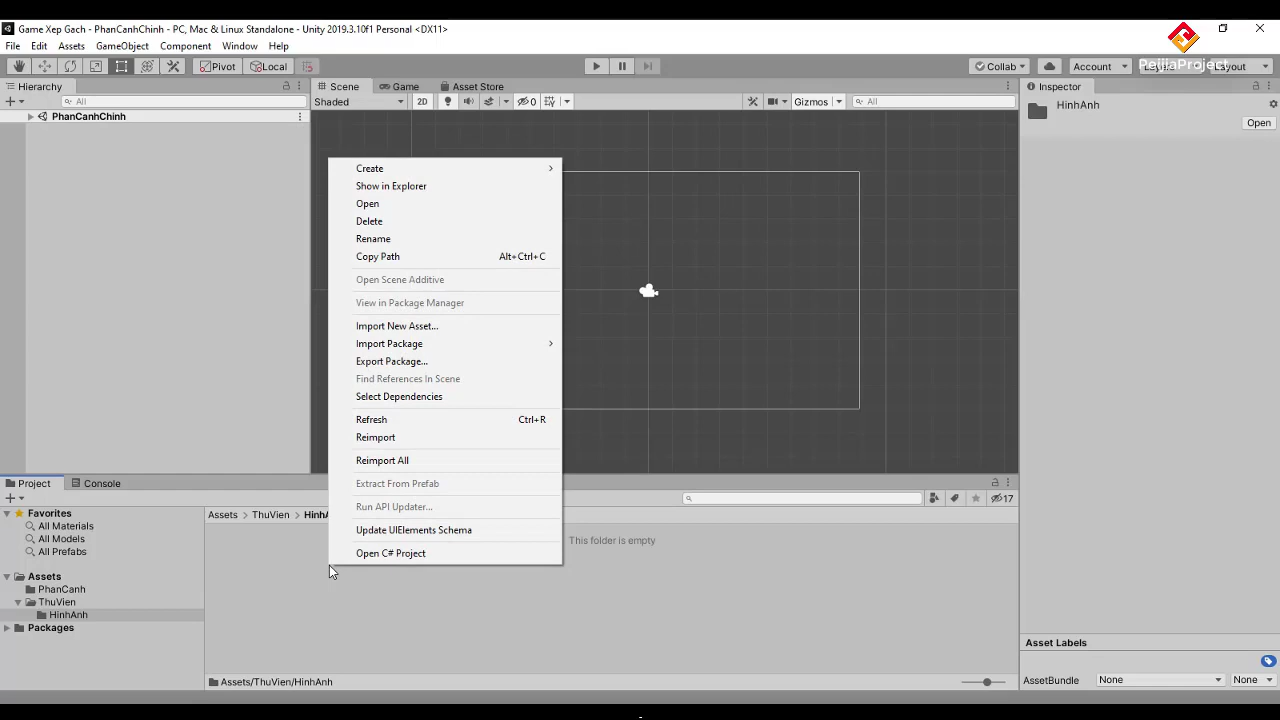 Game Xep Gach - PhanCanhChinh - PC, Mac & Linux Standalone - Unity 2019.3.10f1 Personal <DX11>
File Edit Assets GameObject Component Window Help
Pivot Local Collab Account Layers Layout
PeijiaProject
Hierarchy Scene Game Asset Store Inspector
All Shaded 2D 0 Gizmos All
HinhAnh
Open
PhanCanhChinh
Create
Show in Explorer
Open
Delete
Rename
Copy Path Alt+Ctrl+C
Open Scene Additive
View in Package Manager
Import New Asset...
Import Package
Export Package...
Find References In Scene
Select Dependencies
Refresh Ctrl+R
Reimport
Reimport All
Extract From Prefab
Run API Updater...
Update UIElements Schema
Open C# Project
Project Console
17
Favorites
All Materials
All Models
All Prefabs
Assets
PhanCanh
ThuVien
HinhAnh
Packages
Assets > ThuVien > HinhA
This folder is empty
Assets/ThuVien/HinhAnh
Asset Labels
AssetBundle None None